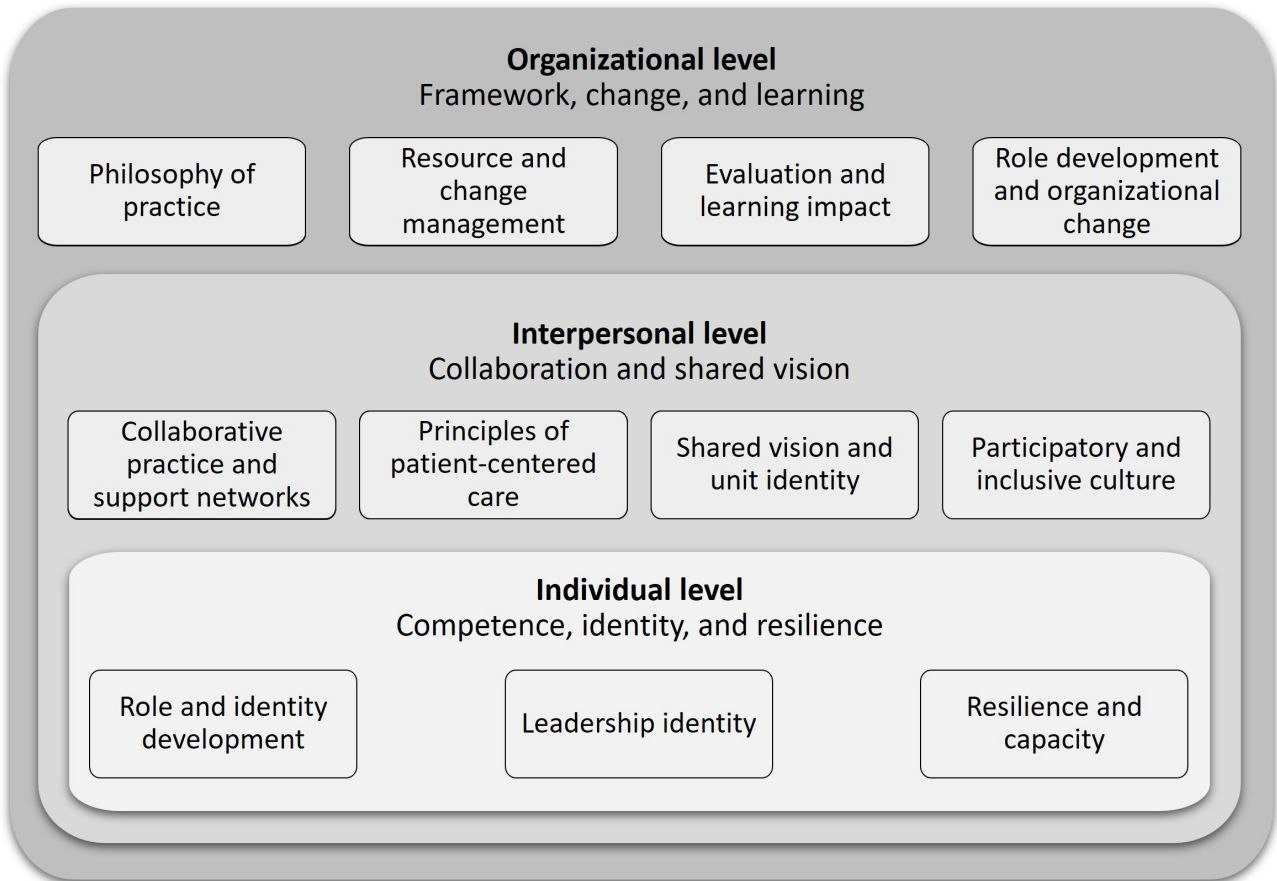 Organizational level
Framework, change, and learning
Philosophy of
practice
Resource and
change
management
Evaluation and
learning impact
Role development
and organizational
change
Interpersonal level
Collaboration and shared vision
Collaborative
practice and
support networks
Principles of
patient-centered
care
Shared vision and
unit identity
Participatory and
inclusive culture
Individual level
Competence, identity, and resilience
Role and identity
development
Leadership identity
Resilience and
capacity